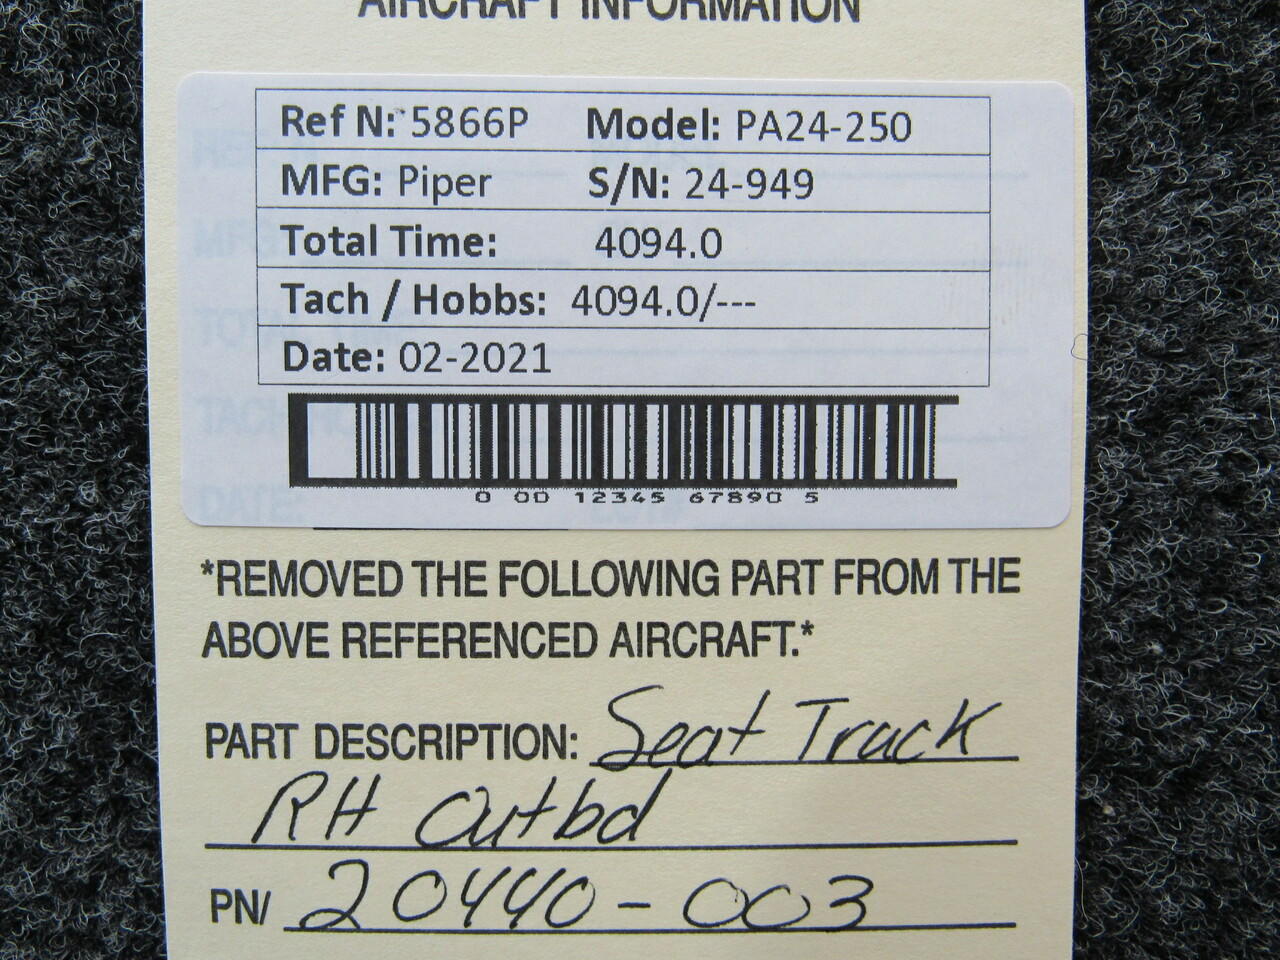 AIRCRAFT INFORMATION
Ref N: 5866P Model: PA24-250
MFG: Piper S/N: 24-949
Total Time: 4094.0
Tach / Hobbs: 4094.0/---
Date: 02-2021
0 00 12345 67890 5
*REMOVED THE FOLLOWING PART FROM THE
ABOVE REFERENCED AIRCRAFT.*
PART DESCRIPTION: Seat Track
RH Outbd
PN/ 20440-003